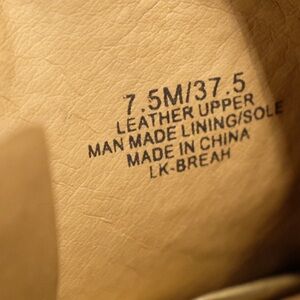 7.5M/37.5
LEATHER UPPER
MAN MADE LINING/SOLE
MADE IN CHINA
LK-BREAH